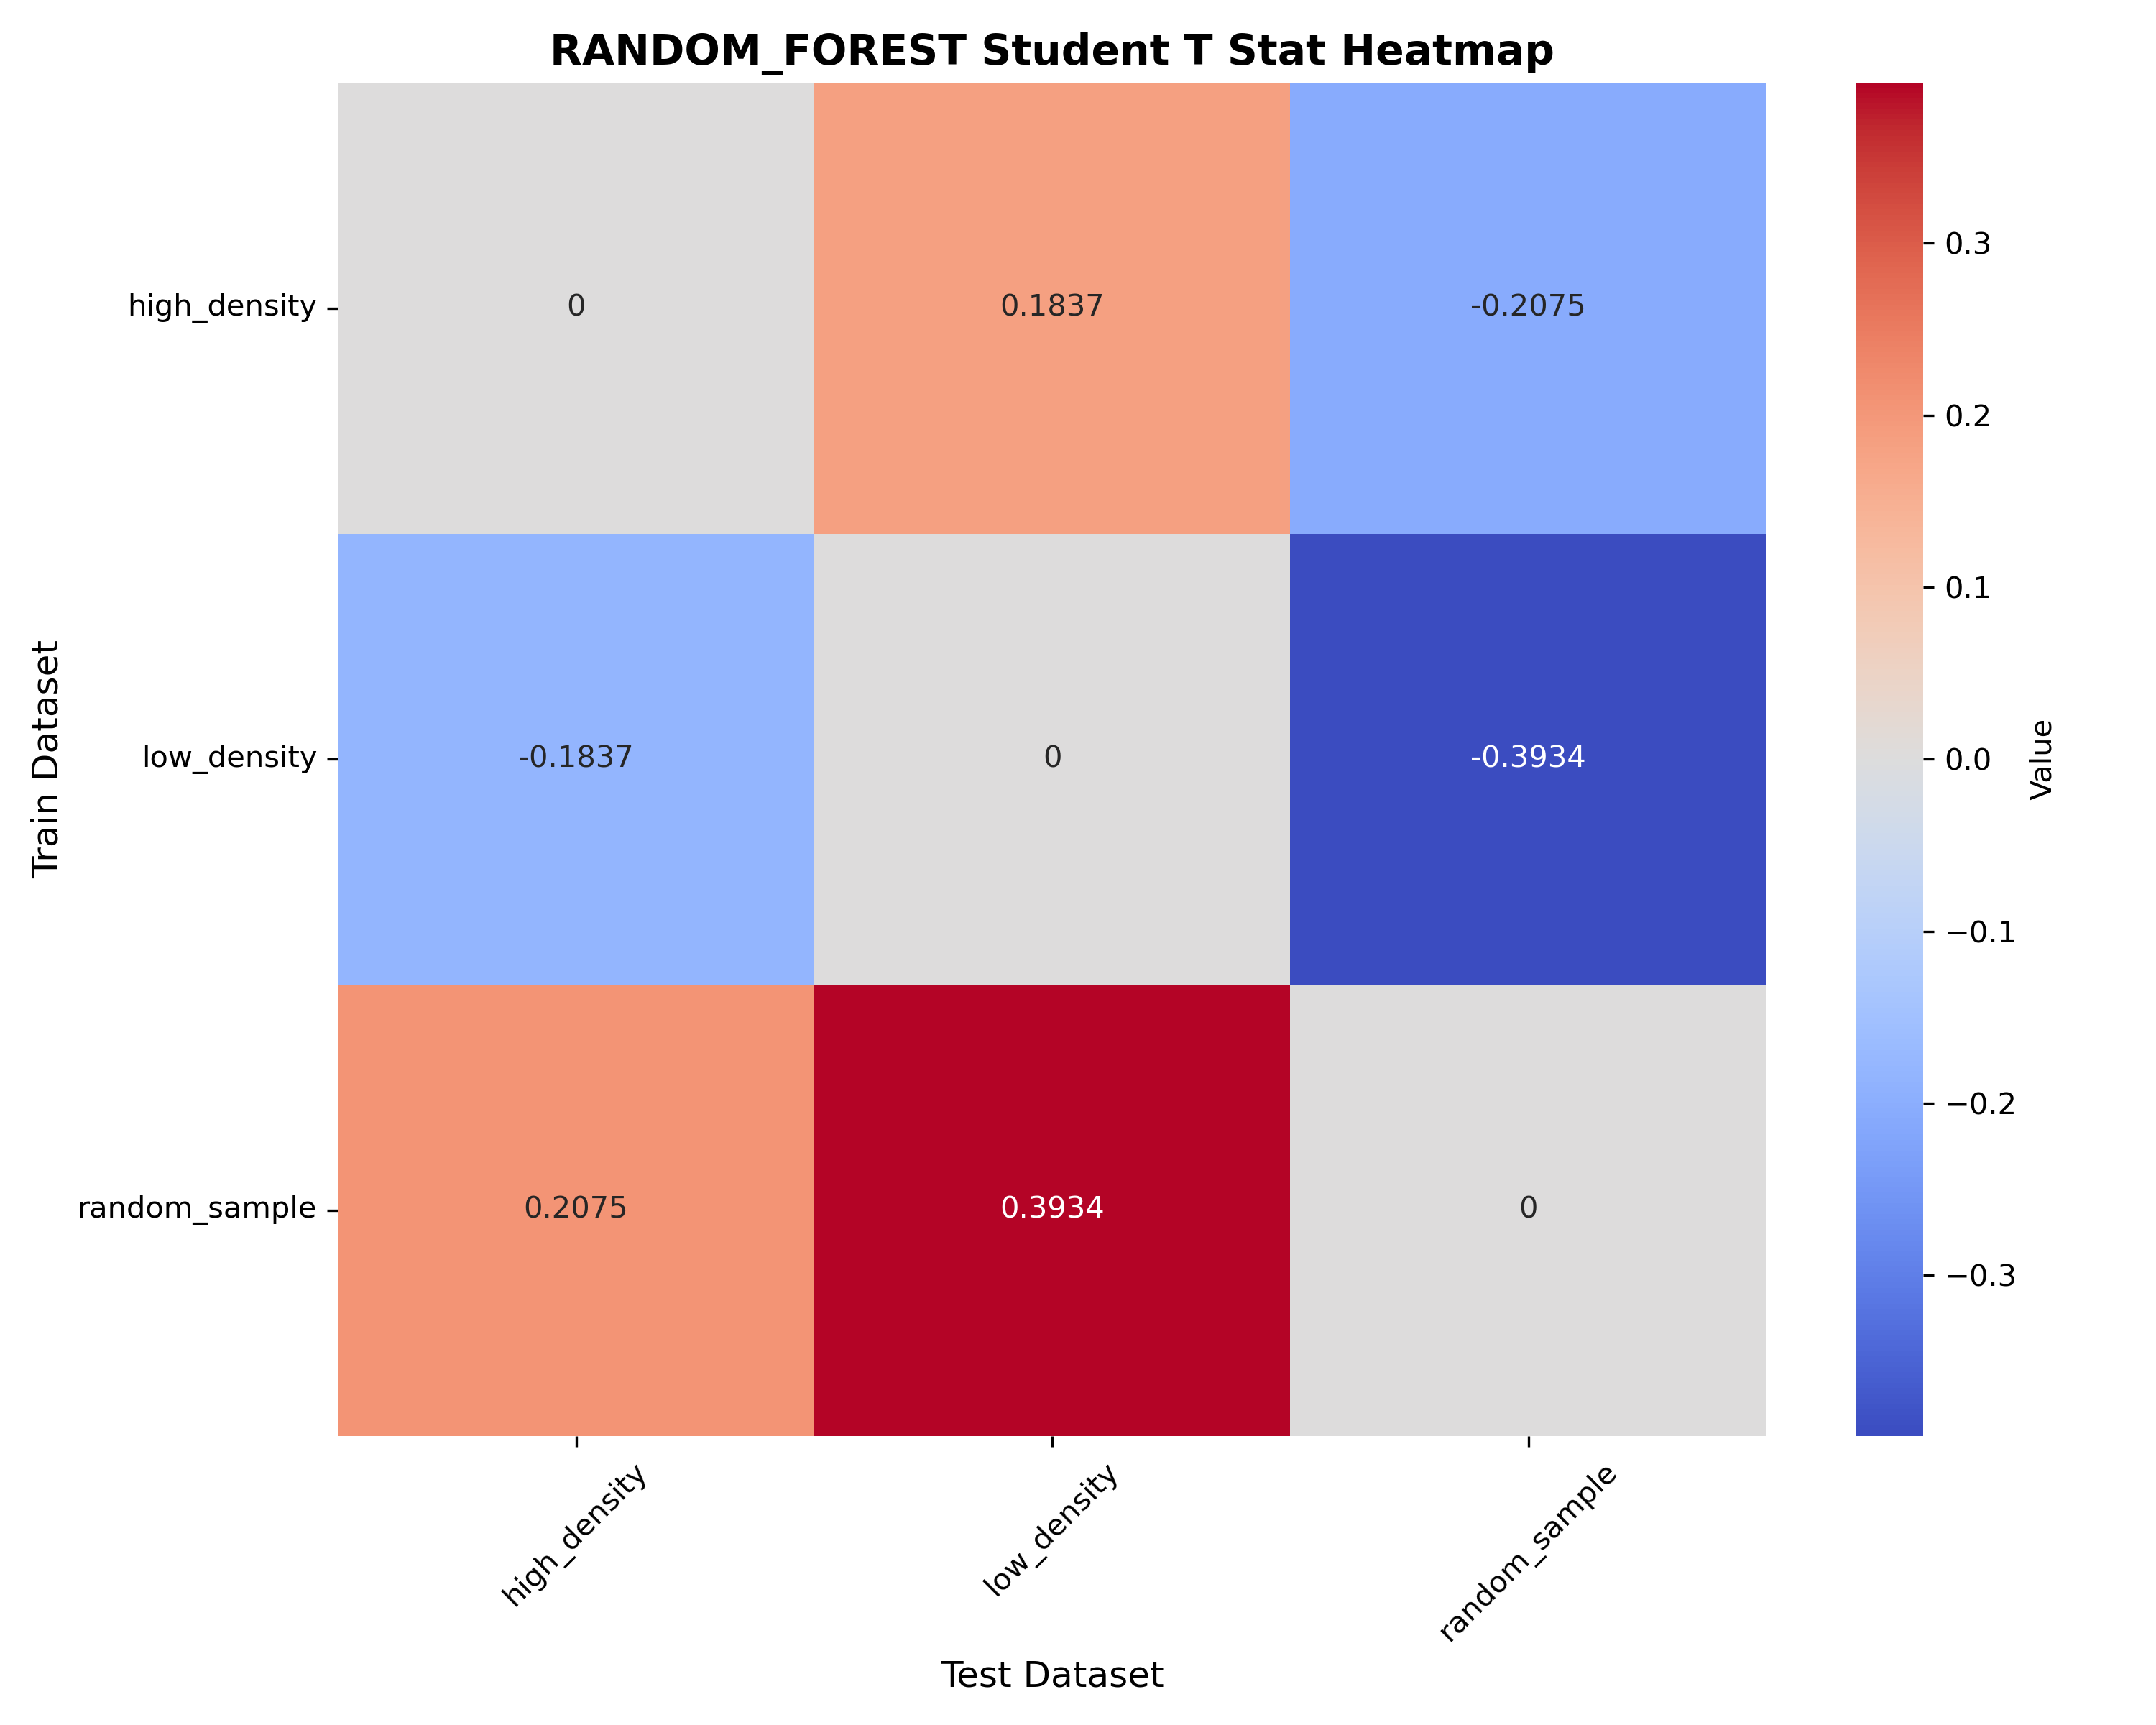 RANDOM_FOREST Student T Stat Heatmap
Train Dataset
high_density
low_density
random_sample
0
0.1837
-0.2075
-0.1837
0
-0.3934
0.2075
0.3934
0
high_density
low_density
random_sample
Test Dataset
0.3
0.2
0.1
0.0
−0.1
−0.2
−0.3
Value